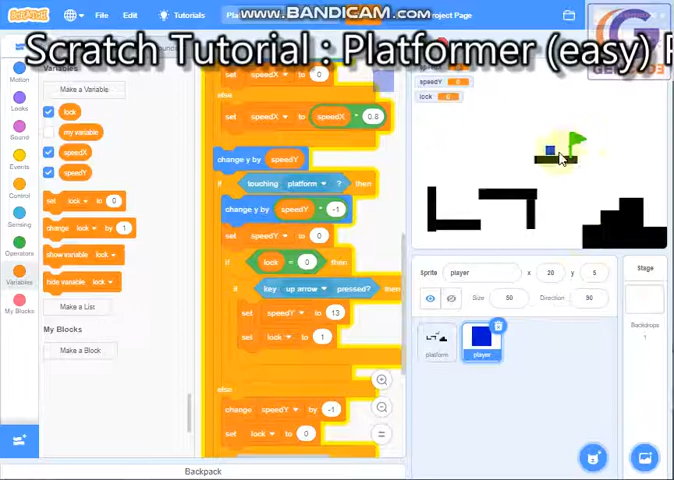 www.BANDICAM.com
SCRATCH
File
Edit
Tutorials
Project Page
Scratch Tutorial : Platformer (easy)
Variables
Make a Variable
lock
my variable
speedX
speedY
set lock to 0
change lock by 1
show variable lock
hide variable lock
Make a List
My Blocks
Make a Block
Motion
Looks
Sound
Events
Control
Sensing
Operators
Variables
My Blocks
set speedX to 0
else
set speedX to speedX * 0.8
change y by speedY
if touching platform ? then
change y by speedY * -1
set speedY to 0
if lock = 0 then
if key up arrow pressed? then
set speedY to 13
set lock to 1
else
change speedY by -1
set lock to 0
speedY
lock
Sprite player x 20 y 5
Size 50 Direction 90
platform
player
Stage
Backdrops
1
Backpack